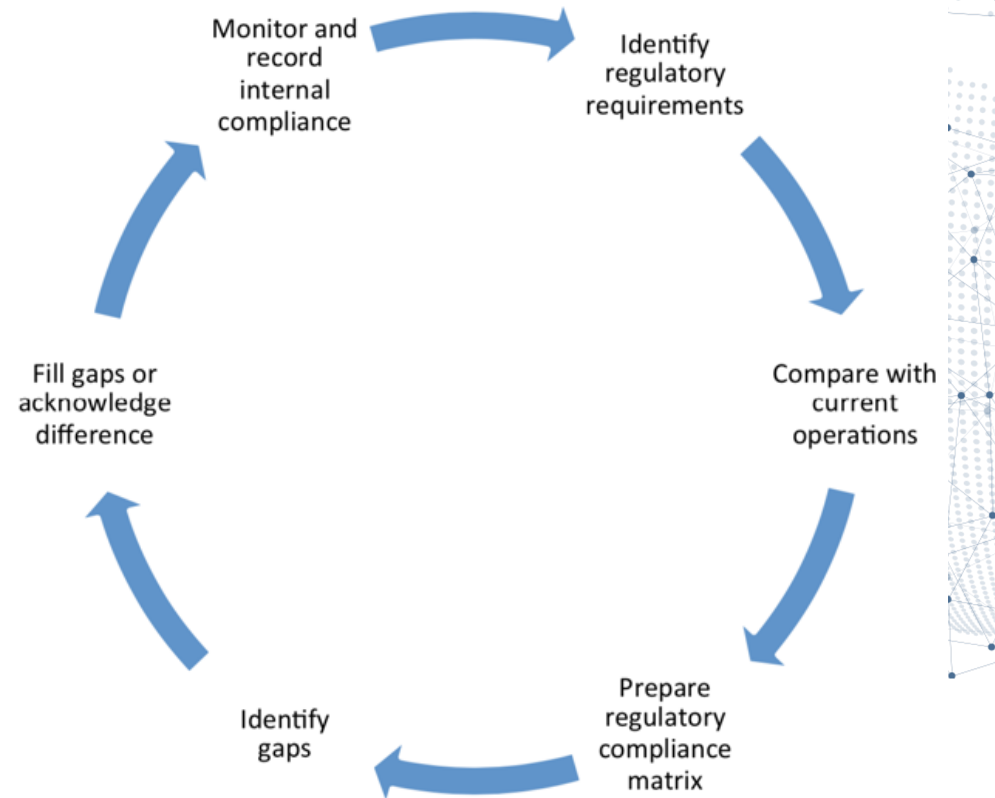 Monitor and
record
internal
compliance
Identify
regulatory
requirements
Compare with
current
operations
Prepare
regulatory
compliance
matrix
Identify
gaps
Fill gaps or
acknowledge
difference